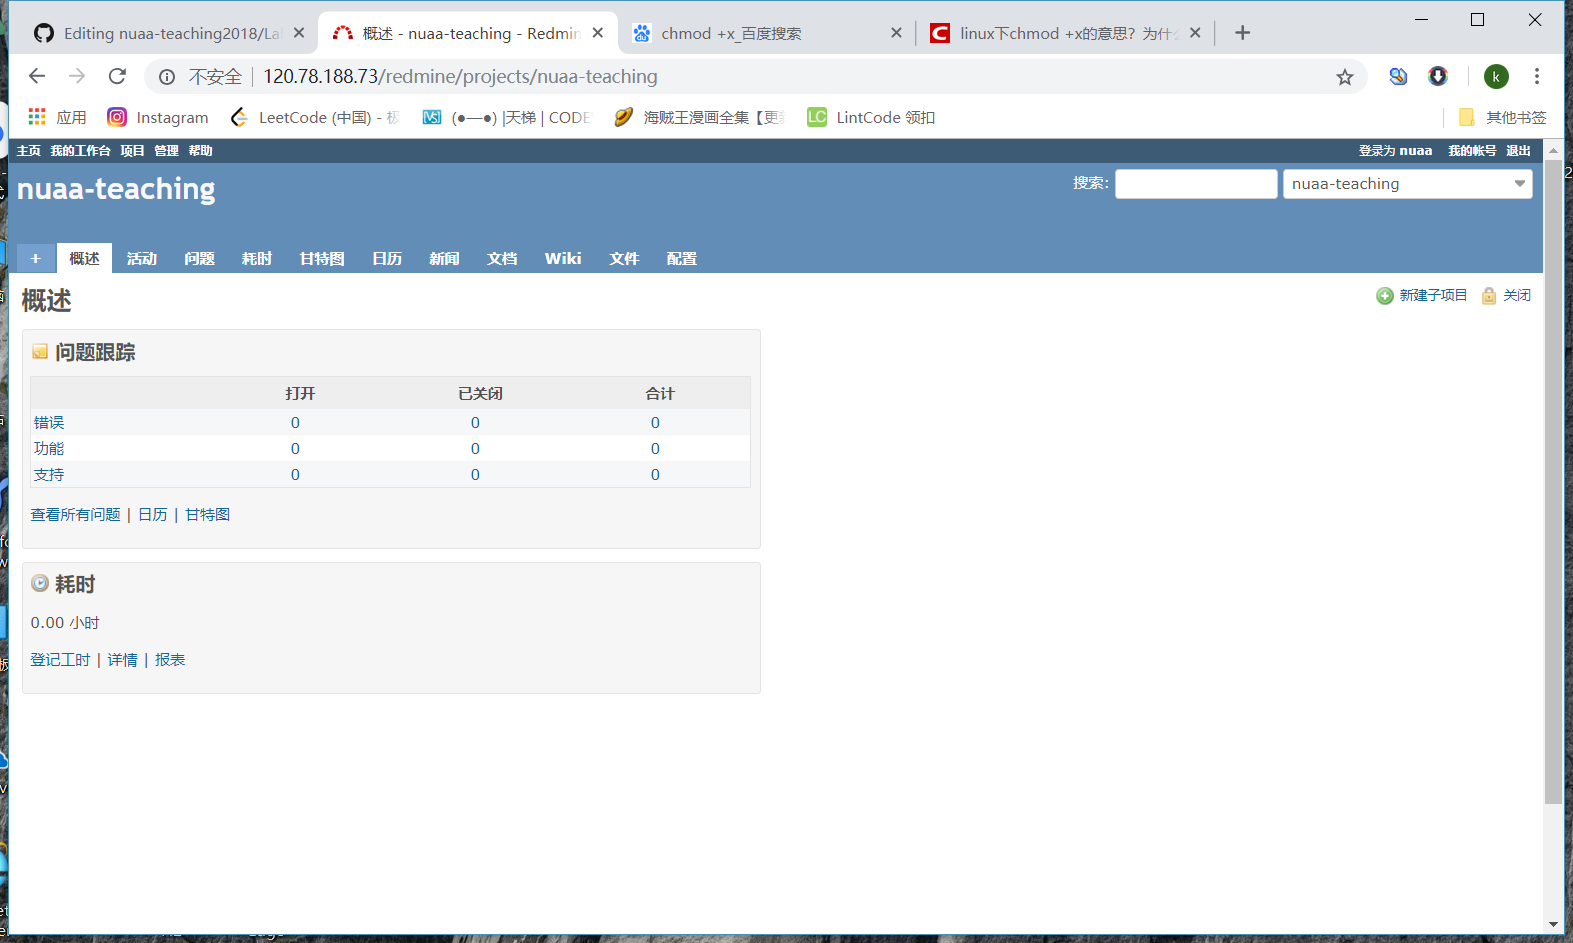 Editing nuaa-teaching2018/La
概述 - nuaa-teaching - Redmin
chmod +x_百度搜索
linux下chmod +x的意思？为什么
不安全 120.78.188.73/redmine/projects/nuaa-teaching
k
应用 Instagram LeetCode (中国) - 极 (●—●) |天梯 | CODE 海贼王漫画全集【更新 LintCode 领扣 其他书签
主页 我的工作台 项目 管理 帮助 登录为 nuaa 我的帐号 退出
nuaa-teaching 搜索: nuaa-teaching
+ 概述 活动 问题 耗时 甘特图 日历 新闻 文档 Wiki 文件 配置
概述 新建子项目 关闭
问题跟踪
打开 已关闭 合计
错误 0 0 0
功能 0 0 0
支持 0 0 0
查看所有问题 | 日历 | 甘特图
耗时
0.00 小时
登记工时 | 详情 | 报表